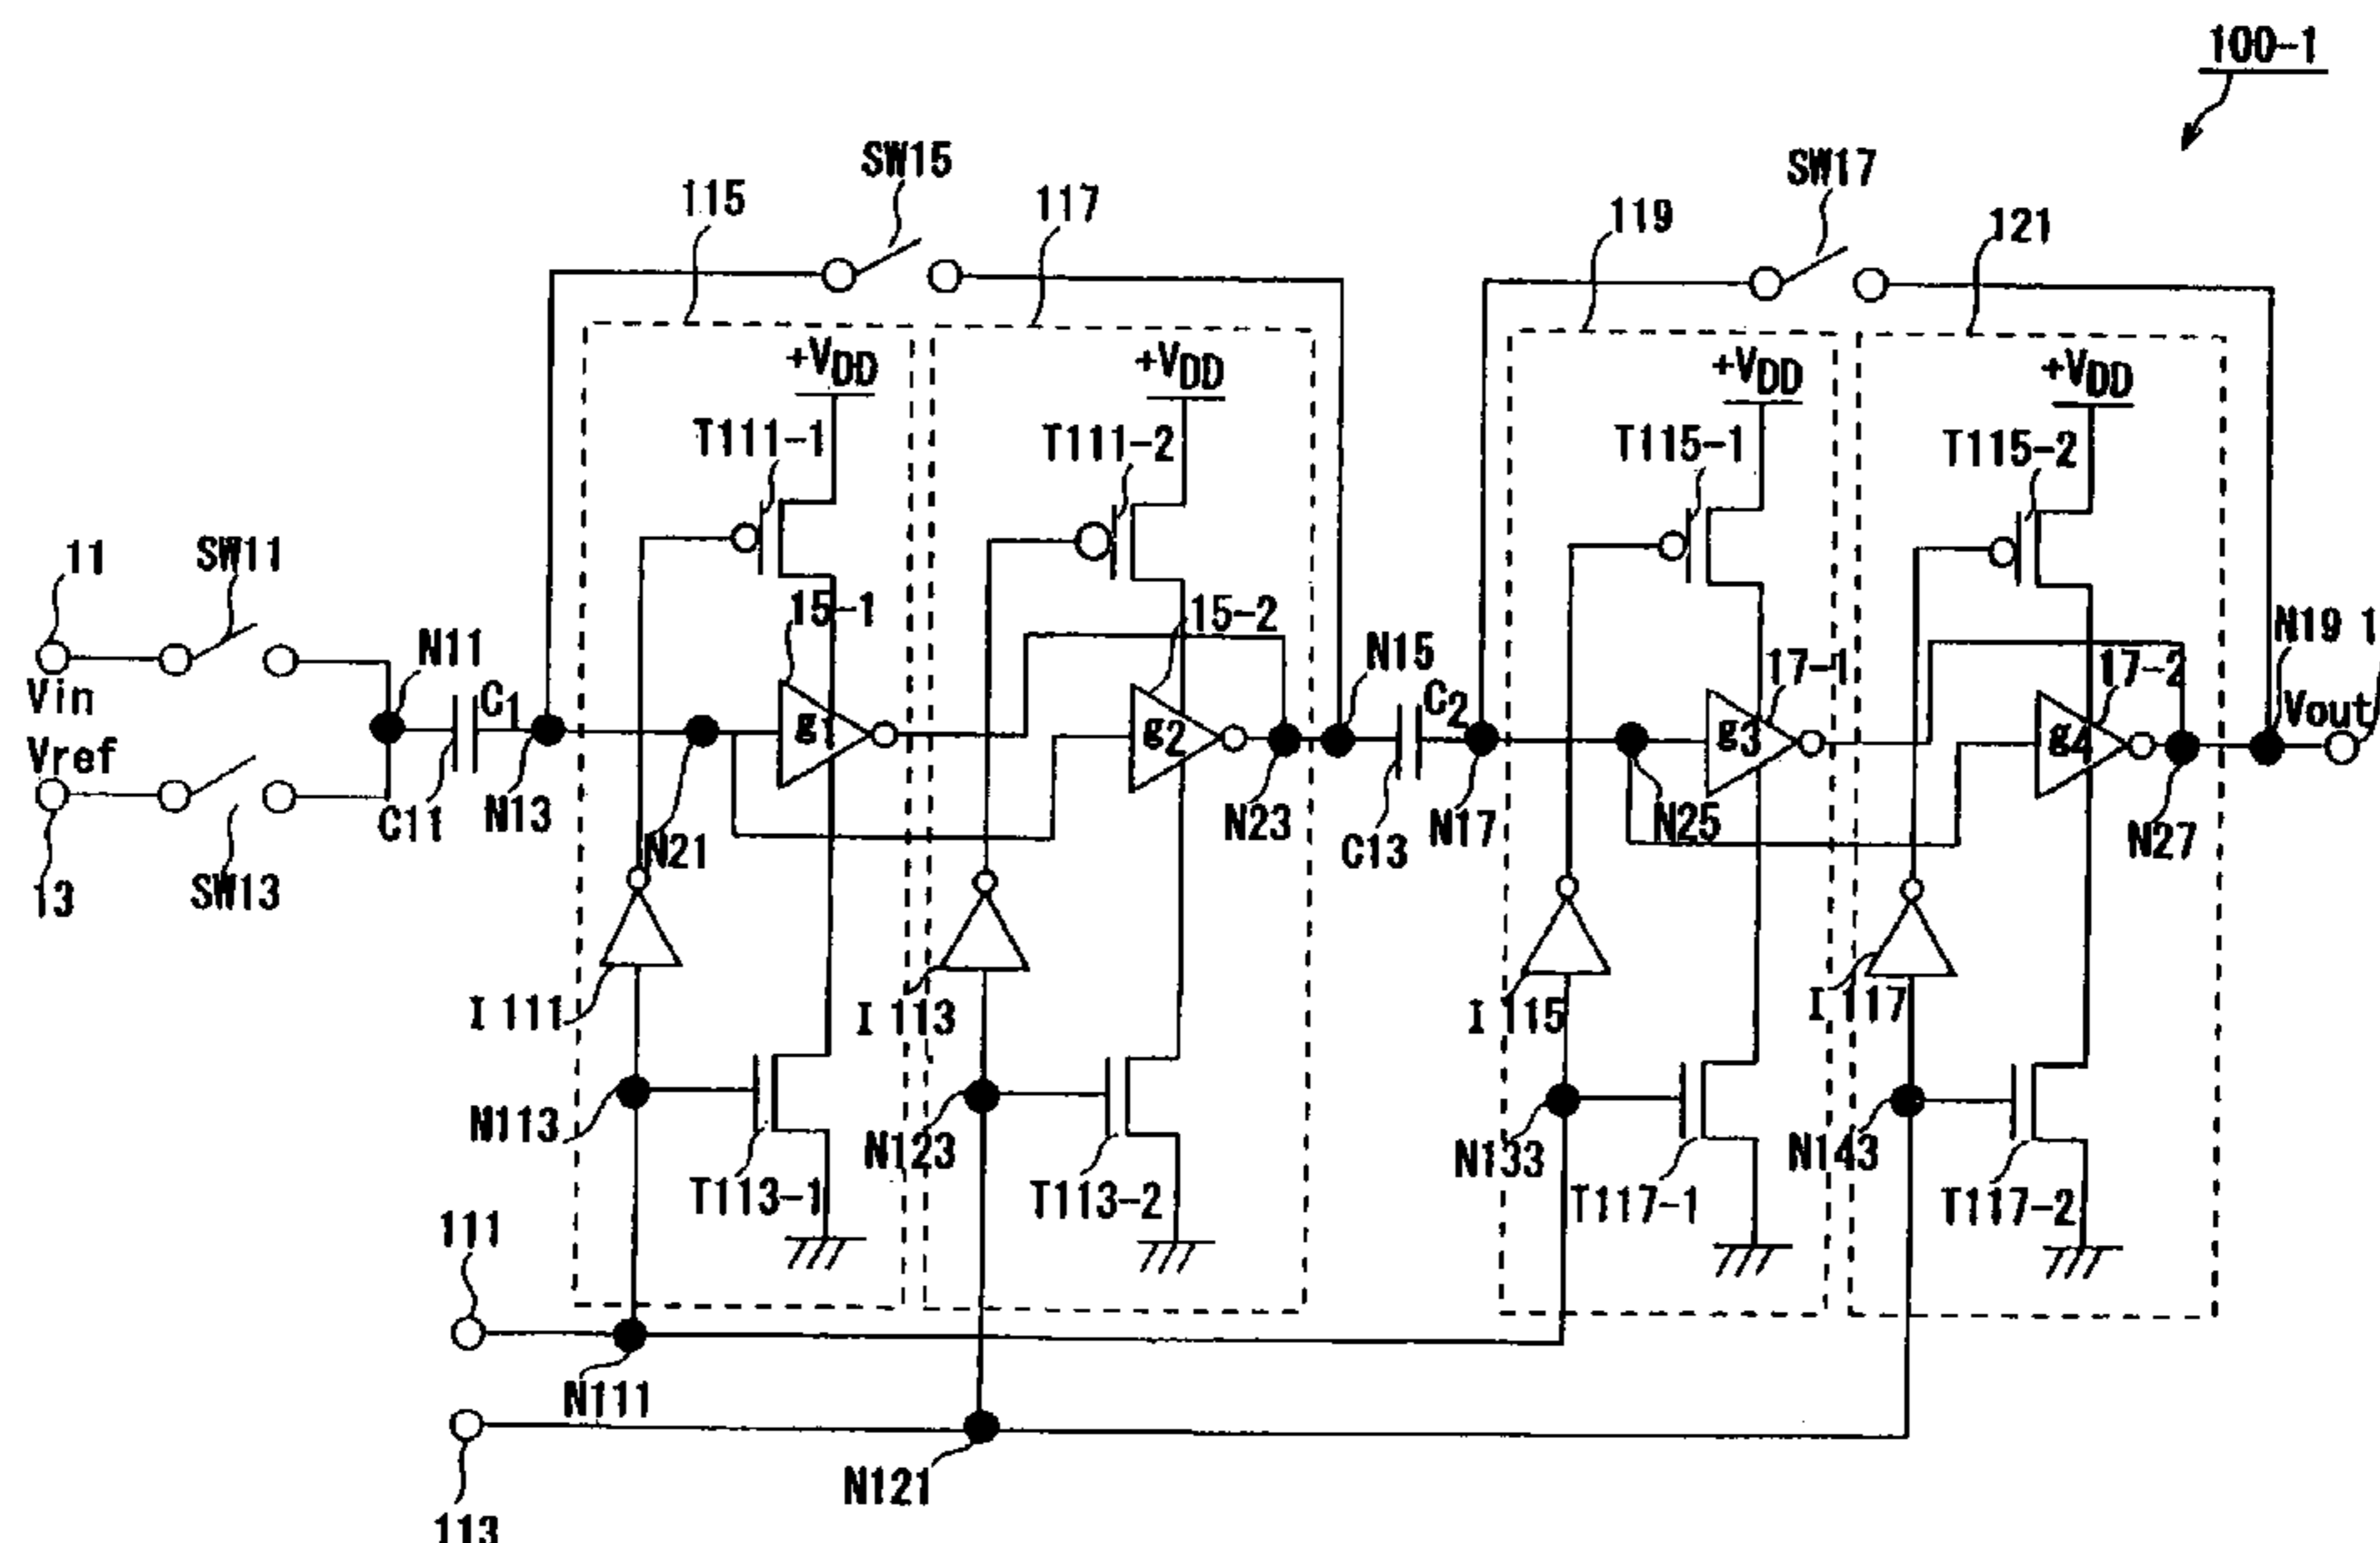 100-1
SW15
SW17
115
117
119
121
+VDD
+VDD
+VDD
+VDD
T111-1
T111-2
T115-1
T115-2
11
SW11
15-1
15-2
N11
N15
17-1
17-2
N19 1
Vin
C1
g1
g2
C2
g3
g4
Vout
Vref
C11
N13
N21
N23
C13
N17
N25
N27
13
SW13
I 111
I 113
I 115
I 117
N113
N123
N133
N143
T113-1
T113-2
T117-1
T117-2
111
N111
N121
113